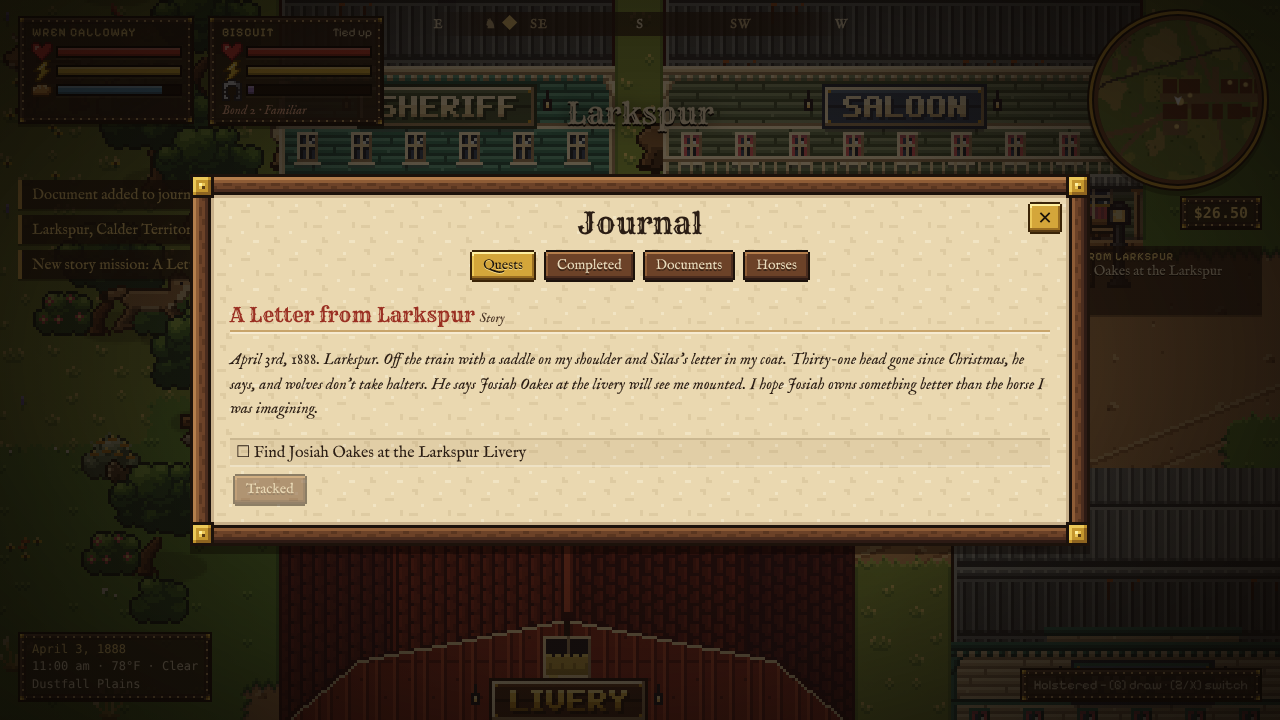 WREN CALLOWAY
BISCUIT Tied up
Bond 2 · Familiar
E SE S SW W
SHERIFF
Larkspur
SALOON
$26.50
Document added to journ
Larkspur, Calder Territor
New story mission: A Let
ROM LARKSPUR
Oakes at the Larkspur
Journal
×
Quests Completed Documents Horses
A Letter from Larkspur Story
April 3rd, 1888. Larkspur. Off the train with a saddle on my shoulder and Silas's letter in my coat. Thirty-one head gone since Christmas, he
says, and wolves don't take halters. He says Josiah Oakes at the livery will see me mounted. I hope Josiah owns something better than the horse I
was imagining.
☐ Find Josiah Oakes at the Larkspur Livery
Tracked
April 3, 1888
11:00 am · 78°F · Clear
Dustfall Plains
LIVERY
Holstered - [G] draw · [Z/X] switch